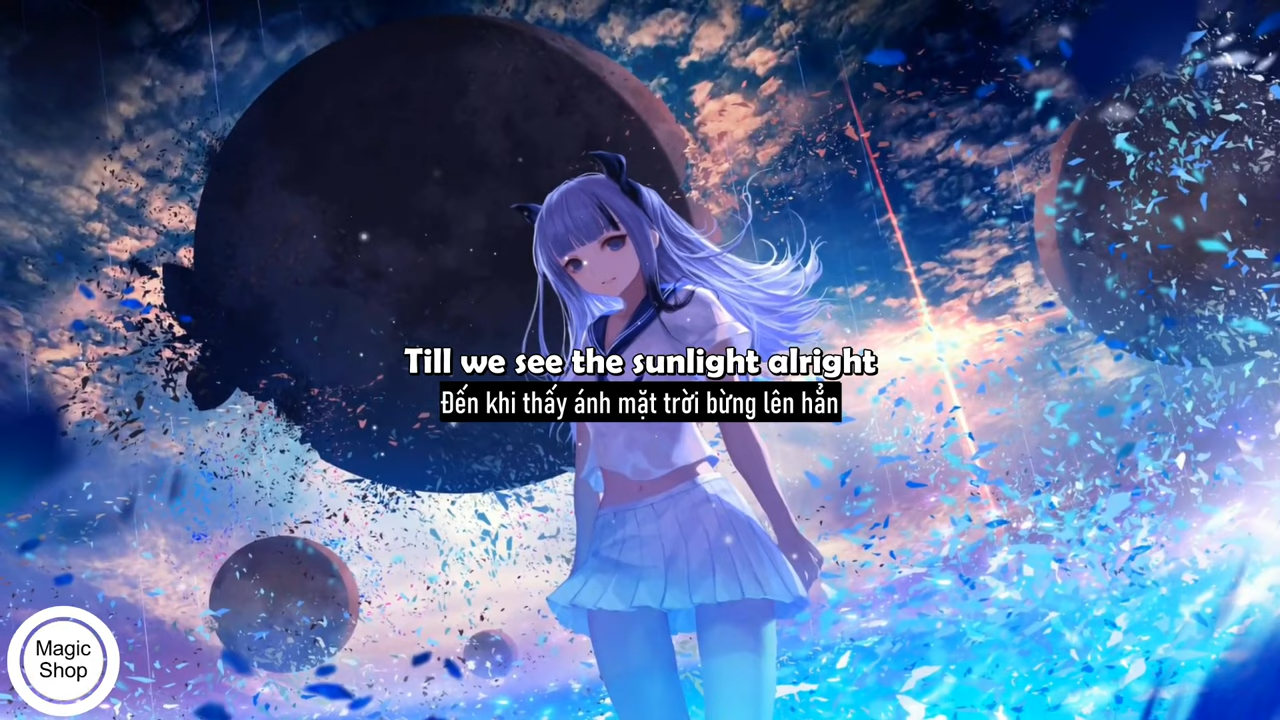 Till we see the sunlight alright
Đến khi thấy ánh mặt trời bừng lên hẳn
Magic
Shop